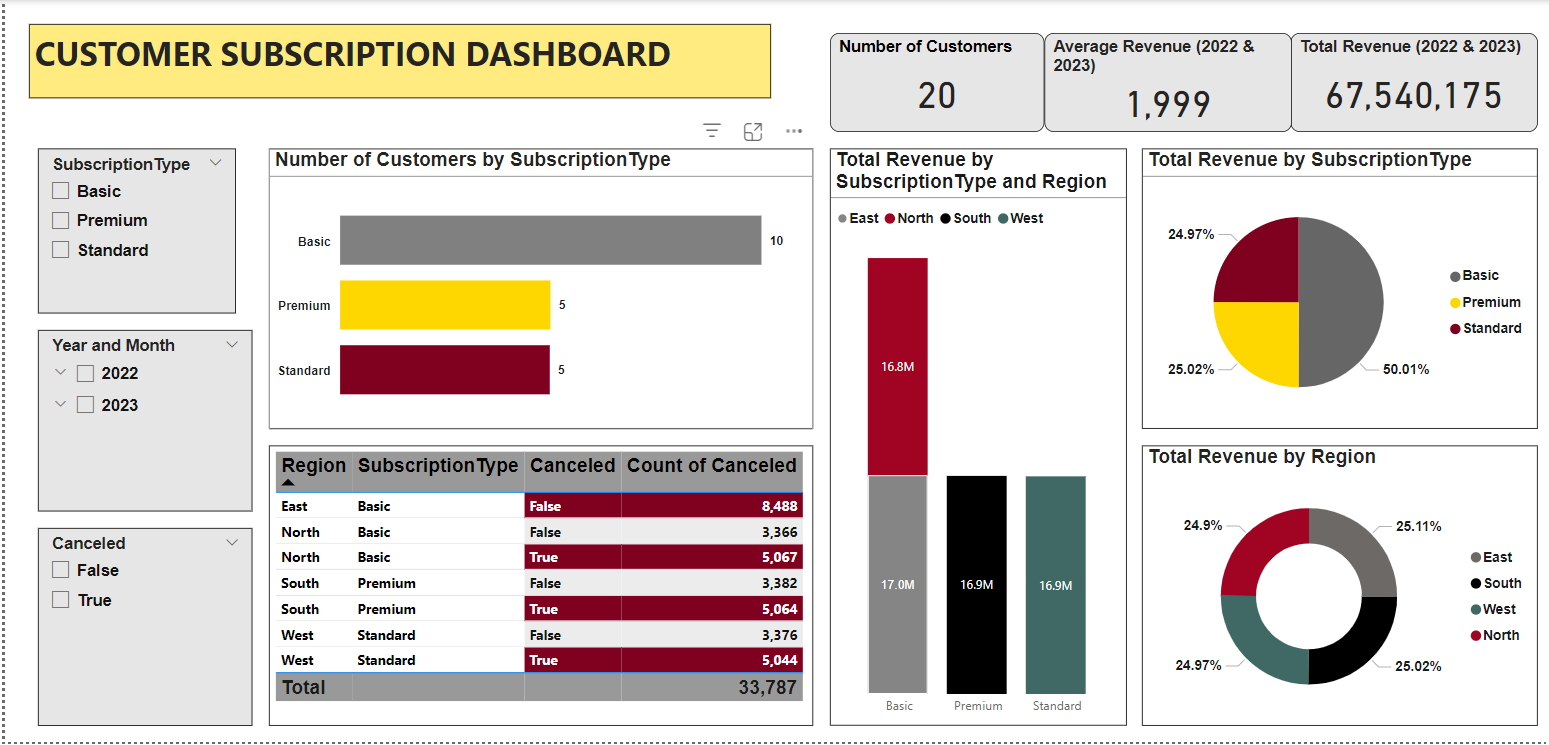 CUSTOMER SUBSCRIPTION DASHBOARD
Number of Customers
20
Average Revenue (2022 &
2023)
1,999
Total Revenue (2022 & 2023)
67,540,175
SubscriptionType
Basic
Premium
Standard
Year and Month
2022
2023
Canceled
False
True
Number of Customers by SubscriptionType
Basic 10
Premium 5
Standard 5
Region SubscriptionType Canceled Count of Canceled
East Basic False 8,488
North Basic False 3,366
North Basic True 5,067
South Premium False 3,382
South Premium True 5,064
West Standard False 3,376
West Standard True 5,044
Total 33,787
Total Revenue by
SubscriptionType and Region
East North South West
16.8M
17.0M 16.9M 16.9M
Basic Premium Standard
Total Revenue by SubscriptionType
24.97%
25.02%
50.01%
Basic
Premium
Standard
Total Revenue by Region
24.9%
25.11%
24.97%
25.02%
East
South
West
North